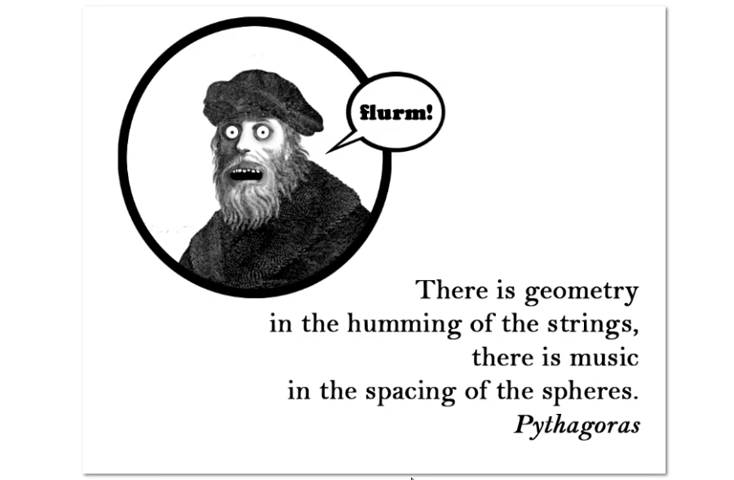 flurm!
There is geometry
in the humming of the strings,
there is music
in the spacing of the spheres.
Pythagoras